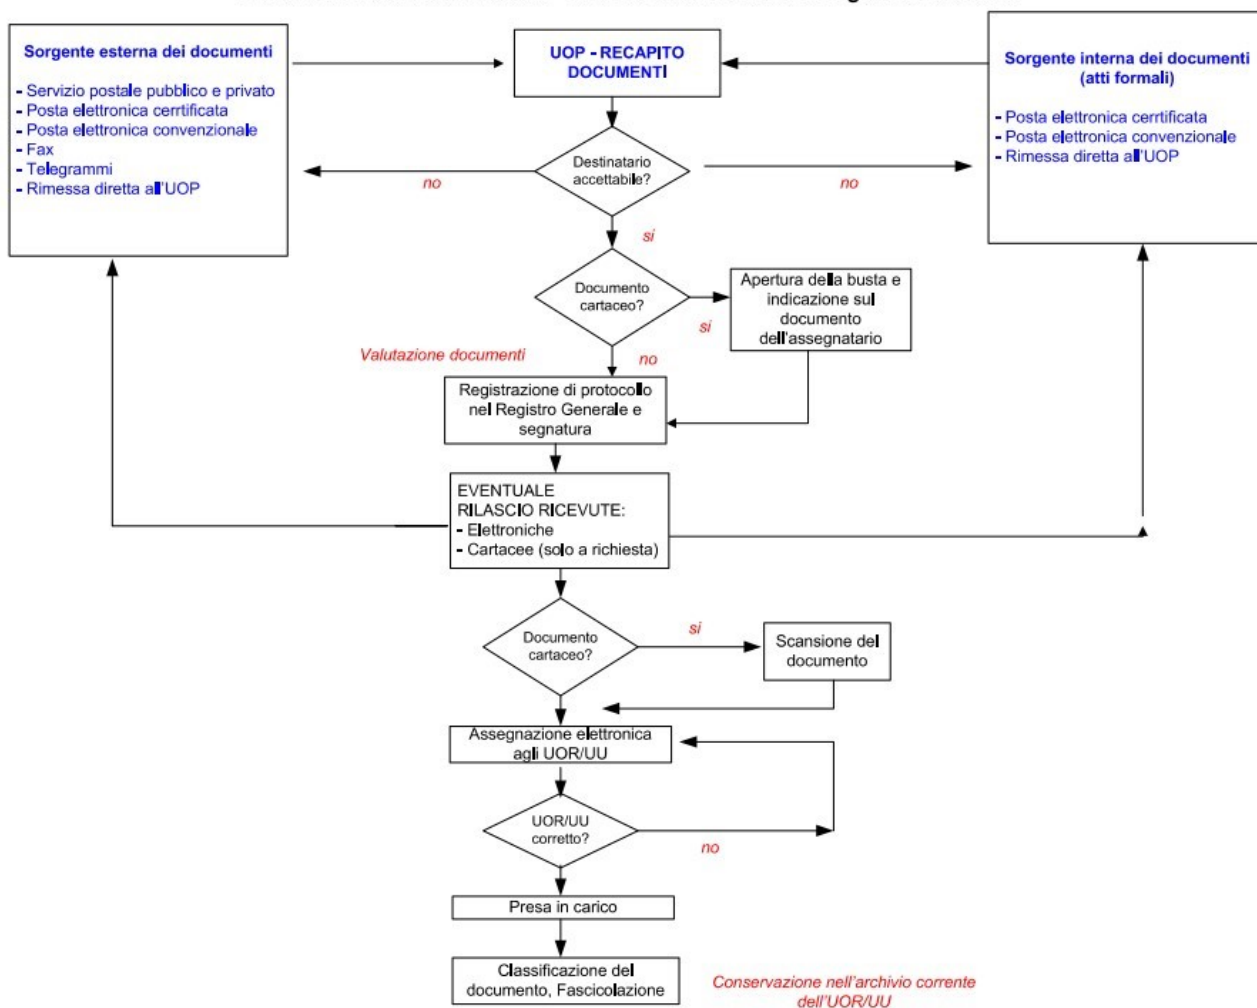 Sorgente esterna dei documenti
- Servizio postale pubblico e privato
- Posta elettronica cerrtificata
- Posta elettronica convenzionale
- Fax
- Telegrammi
- Rimessa diretta all'UOP
UOP - RECAPITO
DOCUMENTI
Sorgente interna dei documenti
(atti formali)
- Posta elettronica cerrtificata
- Posta elettronica convenzionale
- Rimessa diretta all'UOP
Destinatario
accettabile?
no
no
si
Documento
cartaceo?
si
Apertura della busta e
indicazione sul
documento
dell'assegnatario
Valutazione documenti
no
Registrazione di protocollo
nel Registro Generale e
segnatura
EVENTUALE
RILASCIO RICEVUTE:
- Elettroniche
- Cartacee (solo a richiesta)
Documento
cartaceo?
si
Scansione del
documento
Assegnazione elettronica
agli UOR/UU
UOR/UU
corretto?
no
Presa in carico
Classificazione del
documento, Fascicolazione
Conservazione nell'archivio corrente
dell'UOR/UU